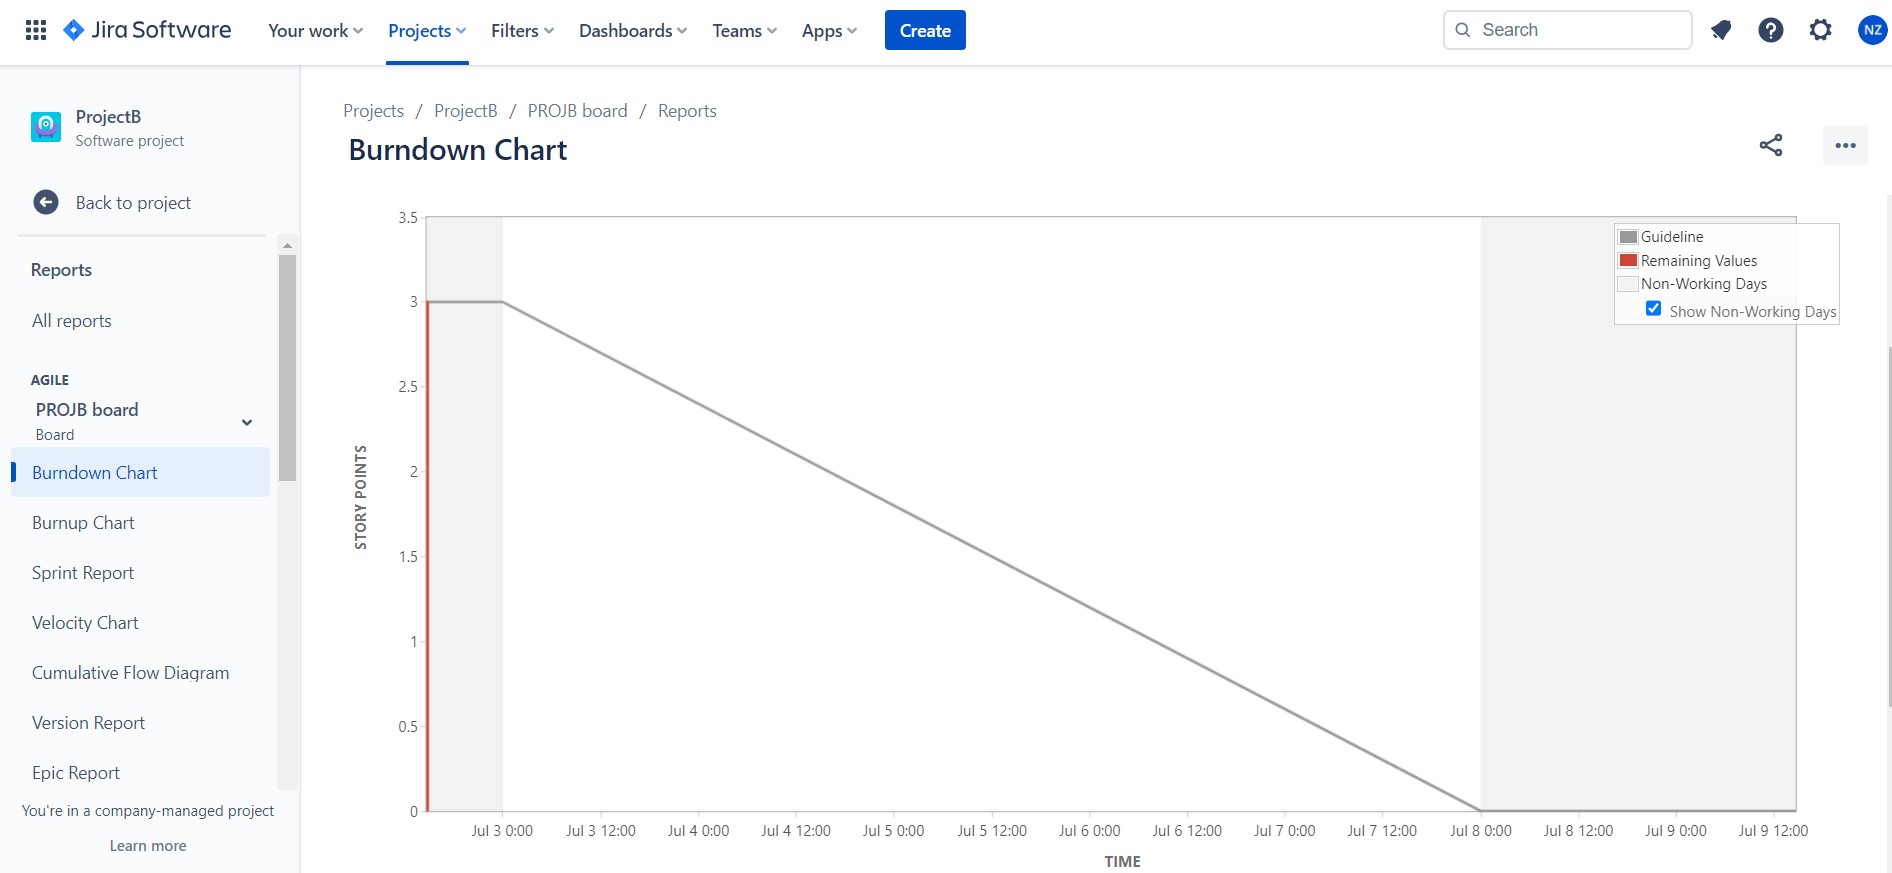 Jira Software
Your work
Projects
Filters
Dashboards
Teams
Apps
Create
Search
NZ
ProjectB
Software project
Back to project
Reports
All reports
AGILE
PROJB board
Board
Burndown Chart
Burnup Chart
Sprint Report
Velocity Chart
Cumulative Flow Diagram
Version Report
Epic Report
You're in a company-managed project
Learn more
Projects / ProjectB / PROJB board / Reports
Burndown Chart
Guideline
Remaining Values
Non-Working Days
Show Non-Working Days
STORY POINTS
3.5
3
2.5
2
1.5
1
0.5
0
Jul 3 0:00 Jul 3 12:00 Jul 4 0:00 Jul 4 12:00 Jul 5 0:00 Jul 5 12:00 Jul 6 0:00 Jul 6 12:00 Jul 7 0:00 Jul 7 12:00 Jul 8 0:00 Jul 8 12:00 Jul 9 0:00 Jul 9 12:00
TIME